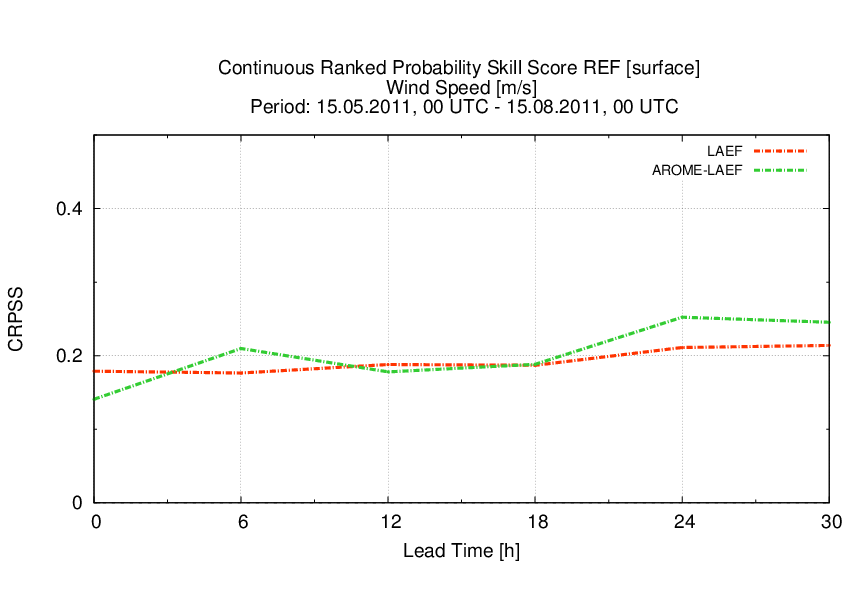 Continuous Ranked Probability Skill Score REF [surface]
Wind Speed [m/s]
Period: 15.05.2011, 00 UTC - 15.08.2011, 00 UTC
LAEF
AROME-LAEF
0.4
CRPSS
0.2
0
0 6 12 18 24 30
Lead Time [h]